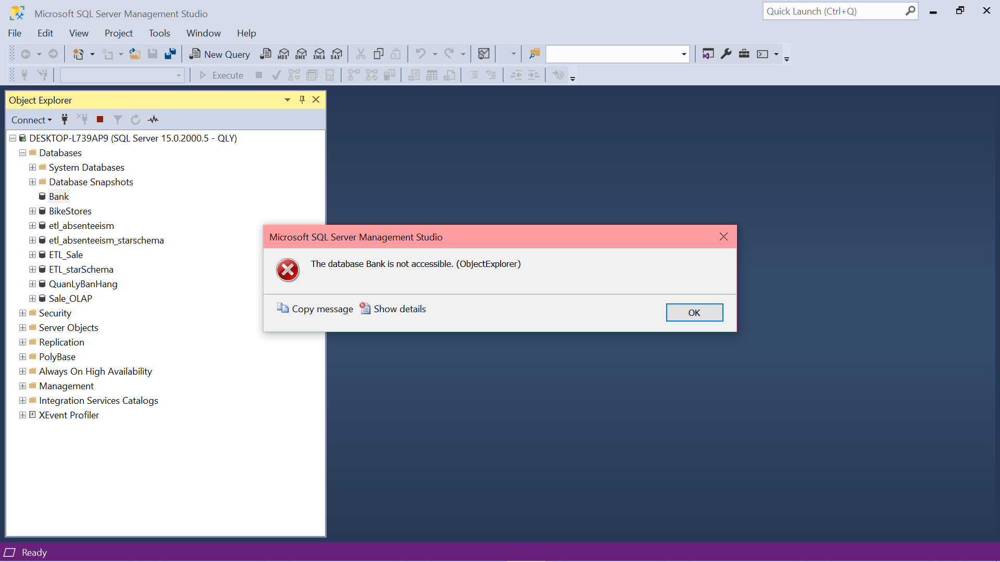 Microsoft SQL Server Management Studio
Quick Launch (Ctrl+Q)
File Edit View Project Tools Window Help
New Query MDX DMX XMLA DAX
Execute
Object Explorer
Connect
DESKTOP-L739AP9 (SQL Server 15.0.2000.5 - QLY)
Databases
System Databases
Database Snapshots
Bank
BikeStores
etl_absenteeism
etl_absenteeism_starschema
ETL_Sale
ETL_starSchema
QuanLyBanHang
Sale_OLAP
Security
Server Objects
Replication
PolyBase
Always On High Availability
Management
Integration Services Catalogs
XEvent Profiler
Microsoft SQL Server Management Studio
The database Bank is not accessible. (ObjectExplorer)
Copy message Show details
OK
Ready